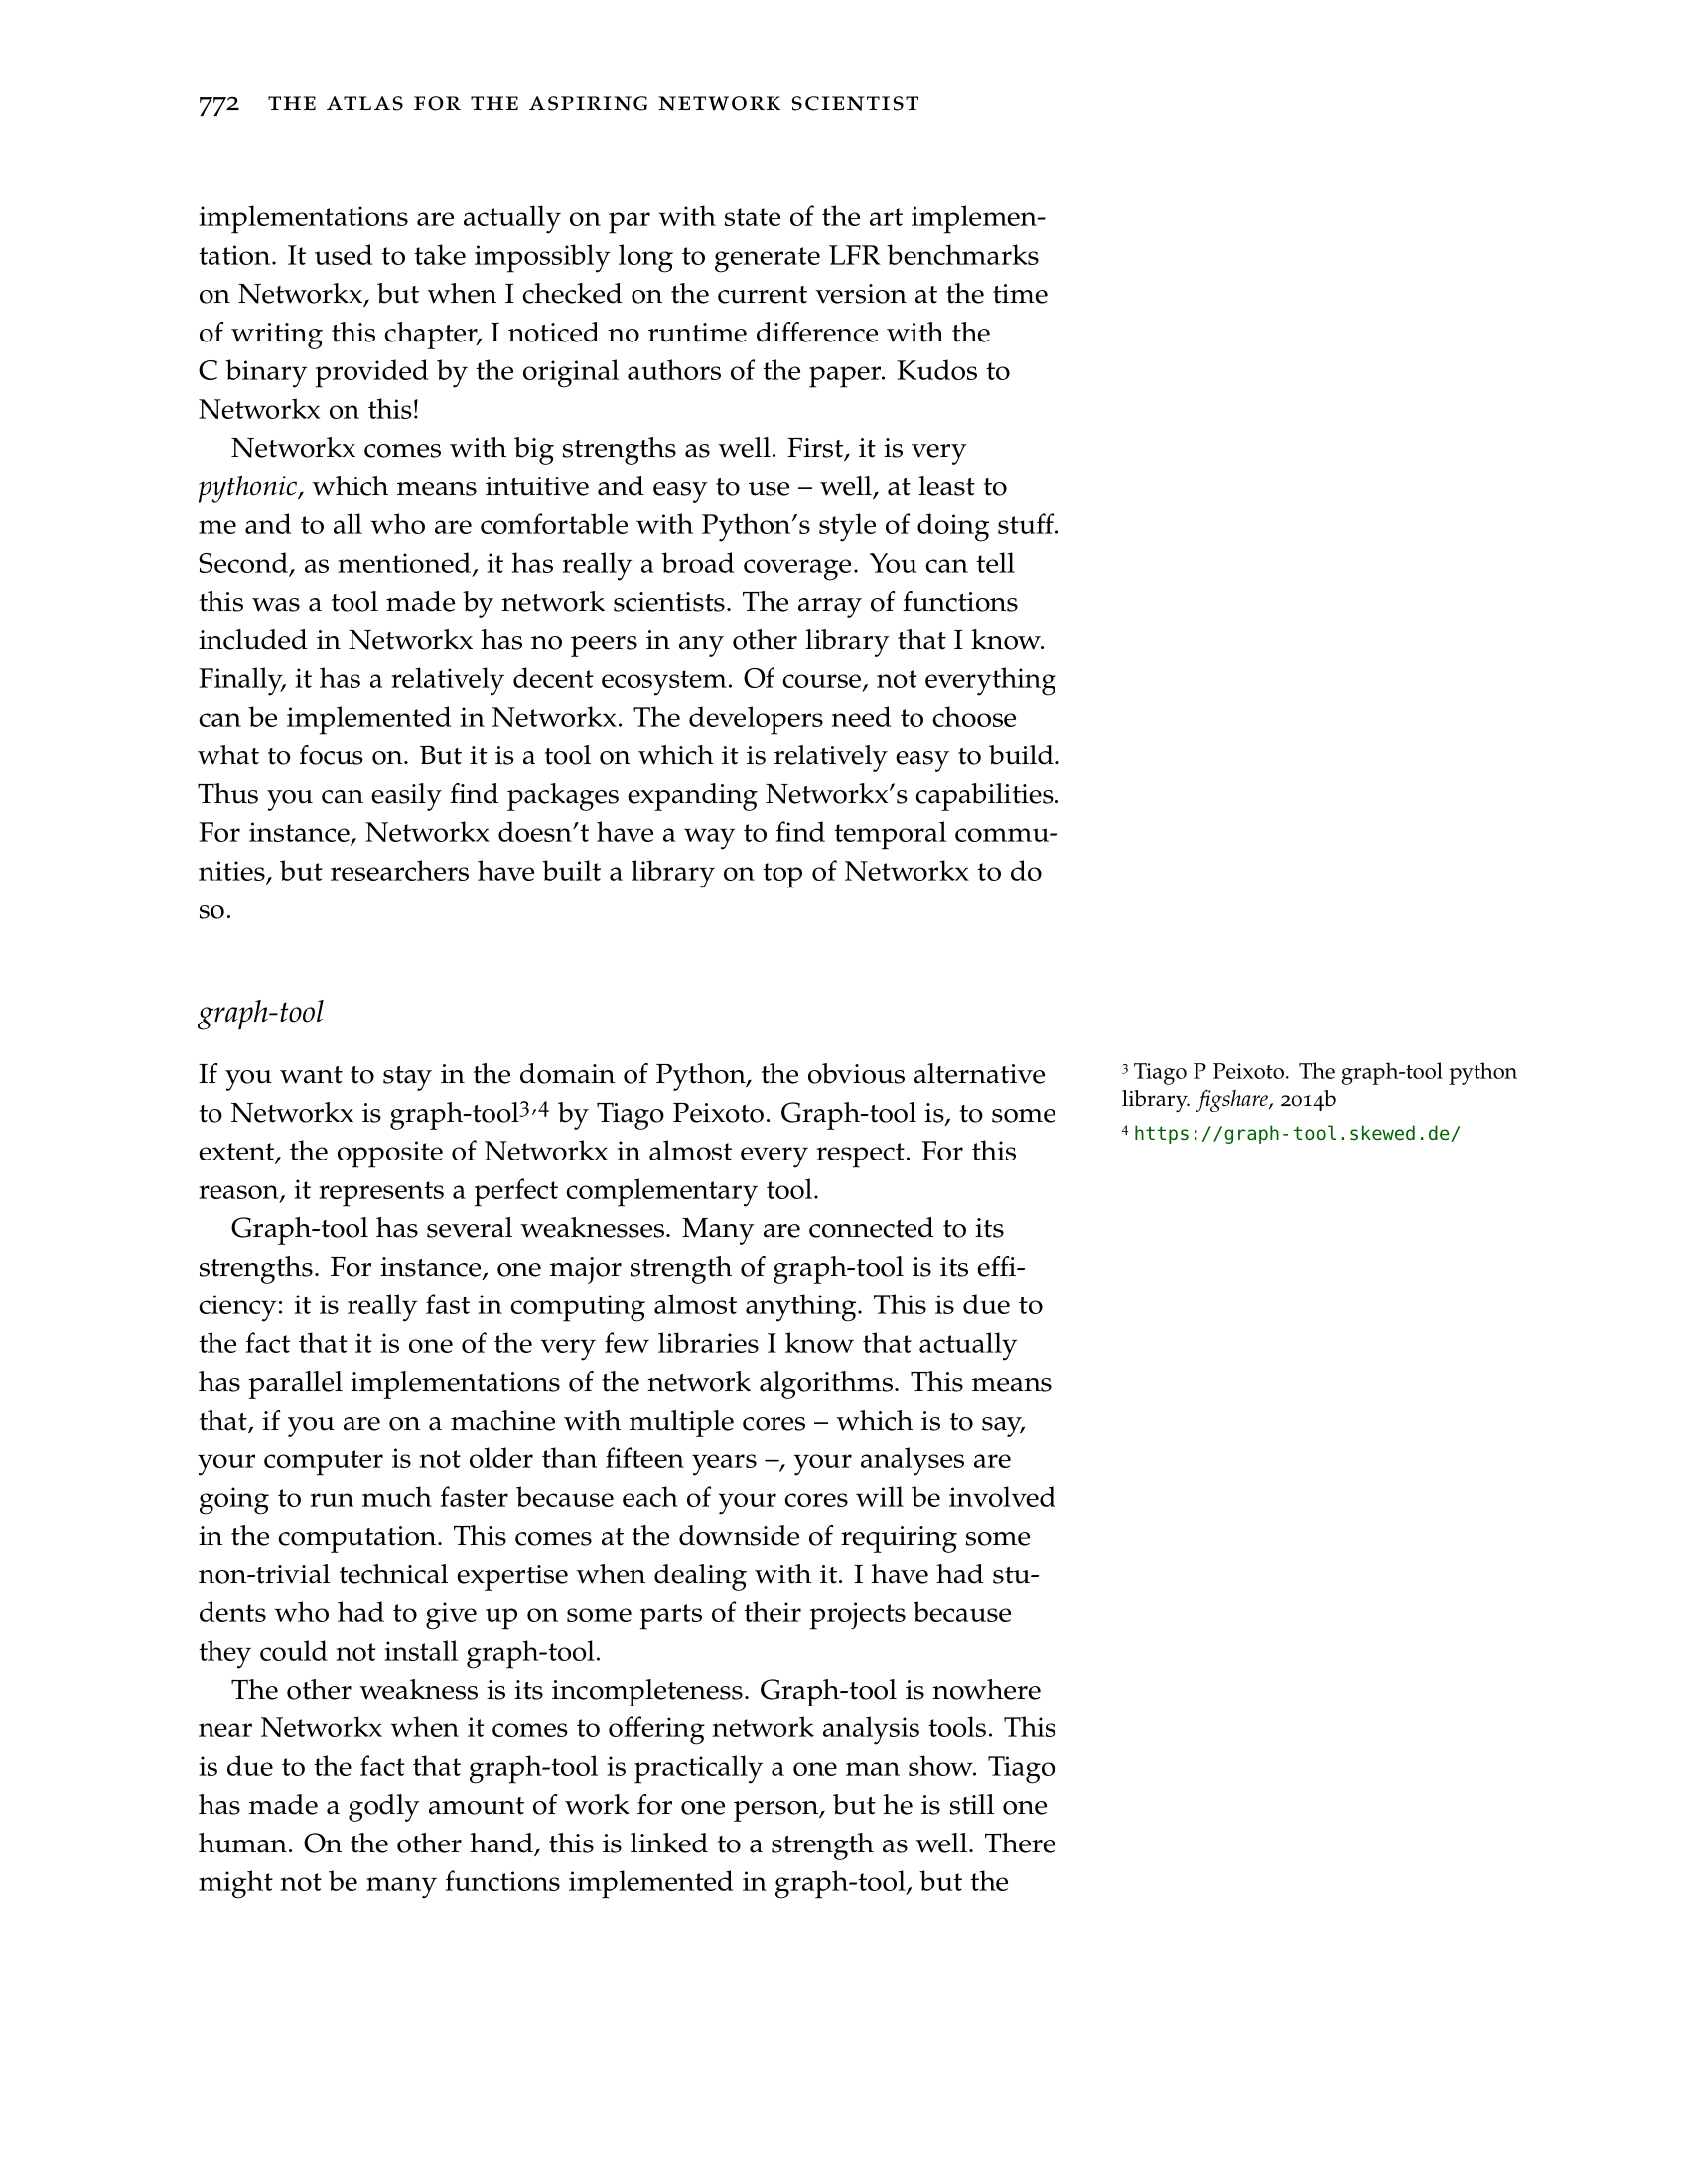 772 THE ATLAS FOR THE ASPIRING NETWORK SCIENTIST
implementations are actually on par with state of the art implemen-
tation. It used to take impossibly long to generate LFR benchmarks
on Networkx, but when I checked on the current version at the time
of writing this chapter, I noticed no runtime difference with the
C binary provided by the original authors of the paper. Kudos to
Networkx on this!
Networkx comes with big strengths as well. First, it is very
pythonic, which means intuitive and easy to use – well, at least to
me and to all who are comfortable with Python's style of doing stuff.
Second, as mentioned, it has really a broad coverage. You can tell
this was a tool made by network scientists. The array of functions
included in Networkx has no peers in any other library that I know.
Finally, it has a relatively decent ecosystem. Of course, not everything
can be implemented in Networkx. The developers need to choose
what to focus on. But it is a tool on which it is relatively easy to build.
Thus you can easily find packages expanding Networkx's capabilities.
For instance, Networkx doesn't have a way to find temporal commu-
nities, but researchers have built a library on top of Networkx to do
so.
graph-tool
If you want to stay in the domain of Python, the obvious alternative
to Networkx is graph-tool3,4 by Tiago Peixoto. Graph-tool is, to some
extent, the opposite of Networkx in almost every respect. For this
reason, it represents a perfect complementary tool.
Graph-tool has several weaknesses. Many are connected to its
strengths. For instance, one major strength of graph-tool is its effi-
ciency: it is really fast in computing almost anything. This is due to
the fact that it is one of the very few libraries I know that actually
has parallel implementations of the network algorithms. This means
that, if you are on a machine with multiple cores – which is to say,
your computer is not older than fifteen years –, your analyses are
going to run much faster because each of your cores will be involved
in the computation. This comes at the downside of requiring some
non-trivial technical expertise when dealing with it. I have had stu-
dents who had to give up on some parts of their projects because
they could not install graph-tool.
The other weakness is its incompleteness. Graph-tool is nowhere
near Networkx when it comes to offering network analysis tools. This
is due to the fact that graph-tool is practically a one man show. Tiago
has made a godly amount of work for one person, but he is still one
human. On the other hand, this is linked to a strength as well. There
might not be many functions implemented in graph-tool, but the
3 Tiago P Peixoto. The graph-tool python
library. figshare, 2014b
4 https://graph-tool.skewed.de/